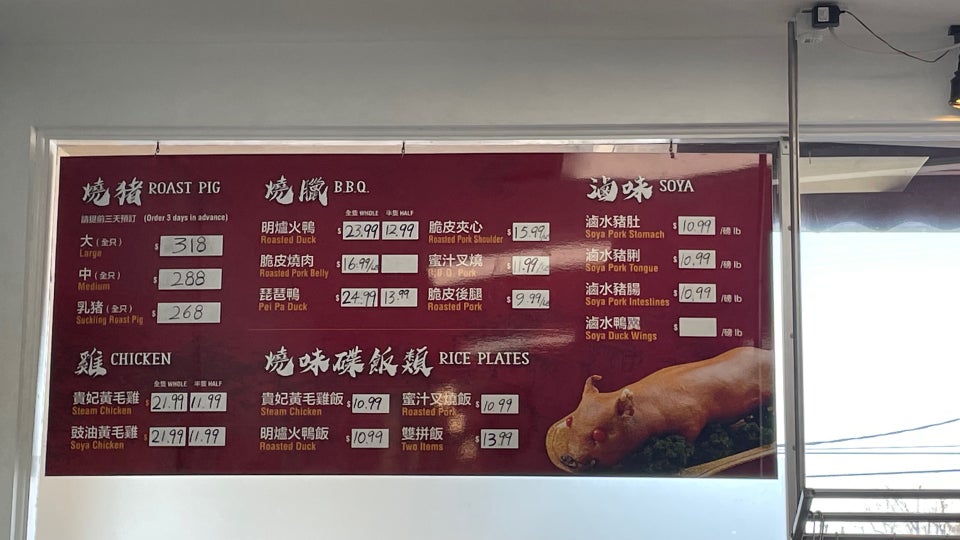 燒豬 ROAST PIG
請提前三天預訂 (Order 3 days in advance)
大 (全只) $ 318
Large
中 (全只) $ 288
Medium
乳豬 (全只) $ 268
Suckling Roast Pig
燒臘 B.B.Q.
全隻 WHOLE 半隻 HALF
明爐火鴨 $ 23.99 12.99
Roasted Duck
脆皮燒肉 $ 16.99/LB
Roasted Pork Belly
琵琶鴨 $ 24.99 13.99
Pei Pa Duck
脆皮夾心 $ 15.99/LB
Roasted Pork Shoulder
蜜汁叉燒 $ 11.99/LB
B.B.Q. Pork
脆皮後腿 $ 9.99/LB
Roasted Pork
滷味 SOYA
滷水豬肚 $ 10.99 /磅 lb
Soya Pork Stomach
滷水豬脷 $ 10.99 /磅 lb
Soya Pork Tongue
滷水豬腸 $ 10.99 /磅 lb
Soya Pork Intestines
滷水鴨翼 $ /磅 lb
Soya Duck Wings
雞 CHICKEN
全隻 WHOLE 半隻 HALF
貴妃黃毛雞 $ 21.99 11.99
Steam Chicken
豉油黃毛雞 $ 21.99 11.99
Soya Chicken
燒味碟飯類 RICE PLATES
貴妃黃毛雞飯 $ 10.99
Steam Chicken
明爐火鴨飯 $ 10.99
Roasted Duck
蜜汁叉燒飯 $ 10.99
Roasted Pork
雙拼飯 $ 13.99
Two Items